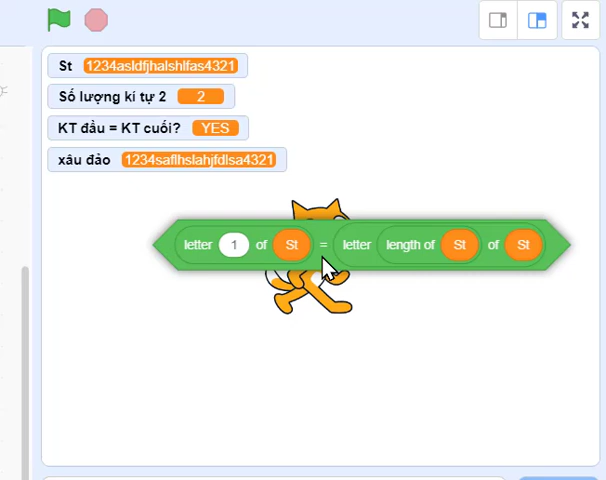 St 1234asldfjhalshlfas4321
Số lượng kí tự 2 2
KT đầu = KT cuối? YES
xâu đảo 1234saflhslahjfdlsa4321
letter 1 of St = letter length of St of St